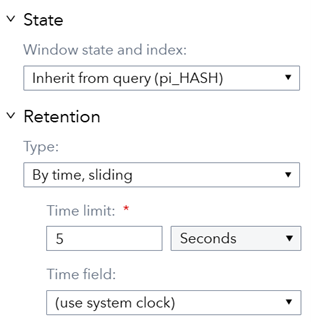 State
Window state and index:
Inherit from query (pi_HASH)
Retention
Type:
By time, sliding
Time limit: *
5 Seconds
Time field:
(use system clock)